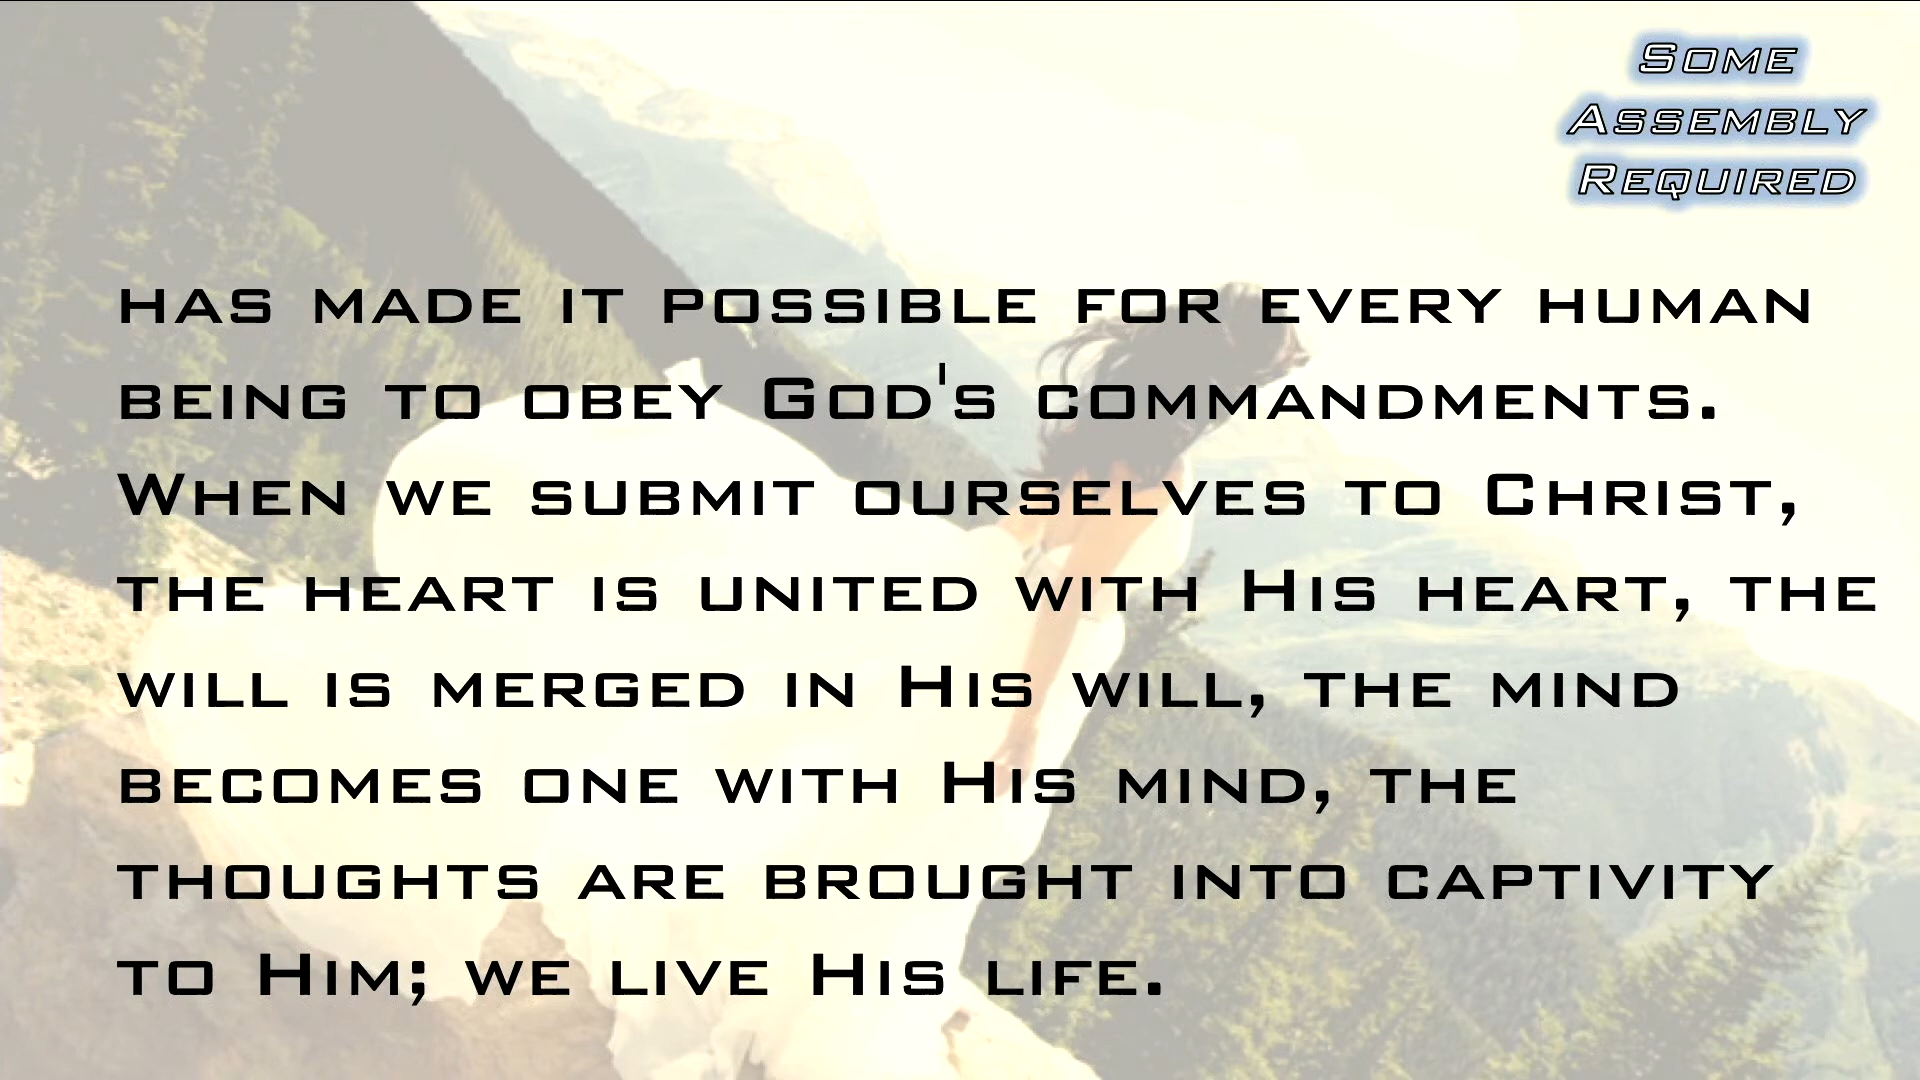 Some
Assembly
Required
has made it possible for every human
being to obey God's commandments.
When we submit ourselves to Christ,
the heart is united with His heart, the
will is merged in His will, the mind
becomes one with His mind, the
thoughts are brought into captivity
to Him; we live His life.